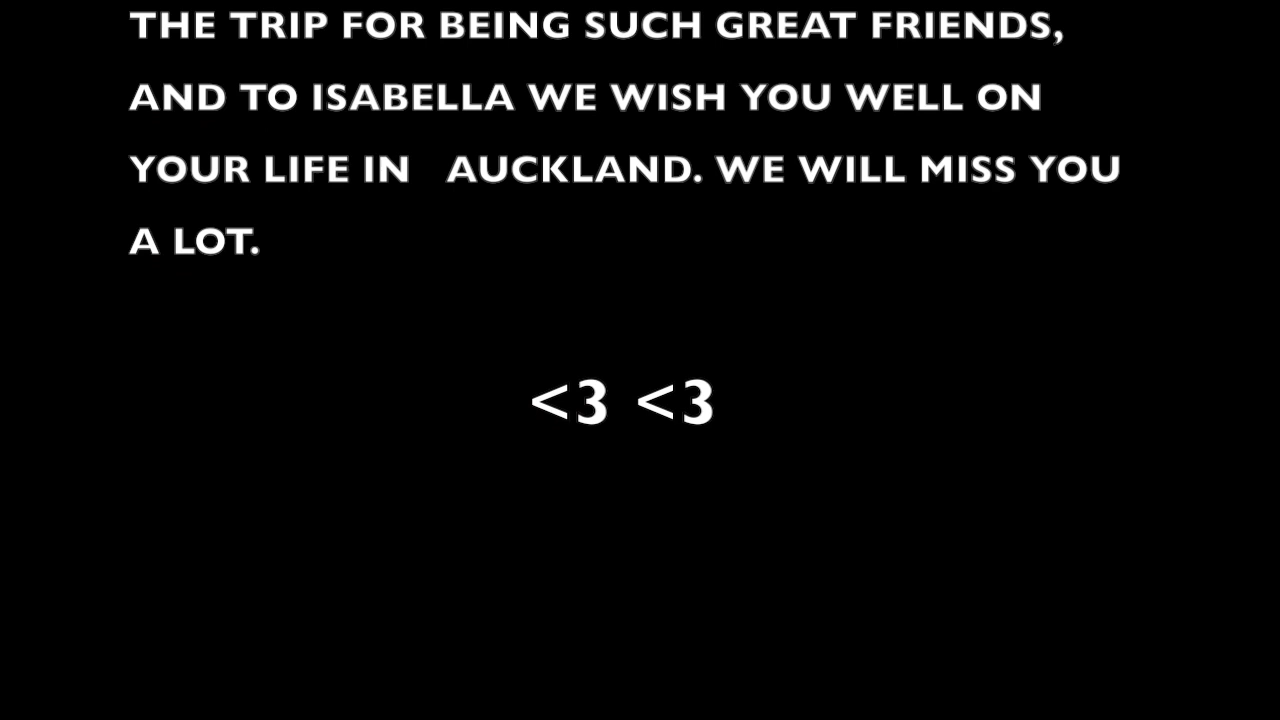 THE TRIP FOR BEING SUCH GREAT FRIENDS,
AND TO ISABELLA WE WISH YOU WELL ON
YOUR LIFE IN   AUCKLAND. WE WILL MISS YOU
A LOT.
<3 <3